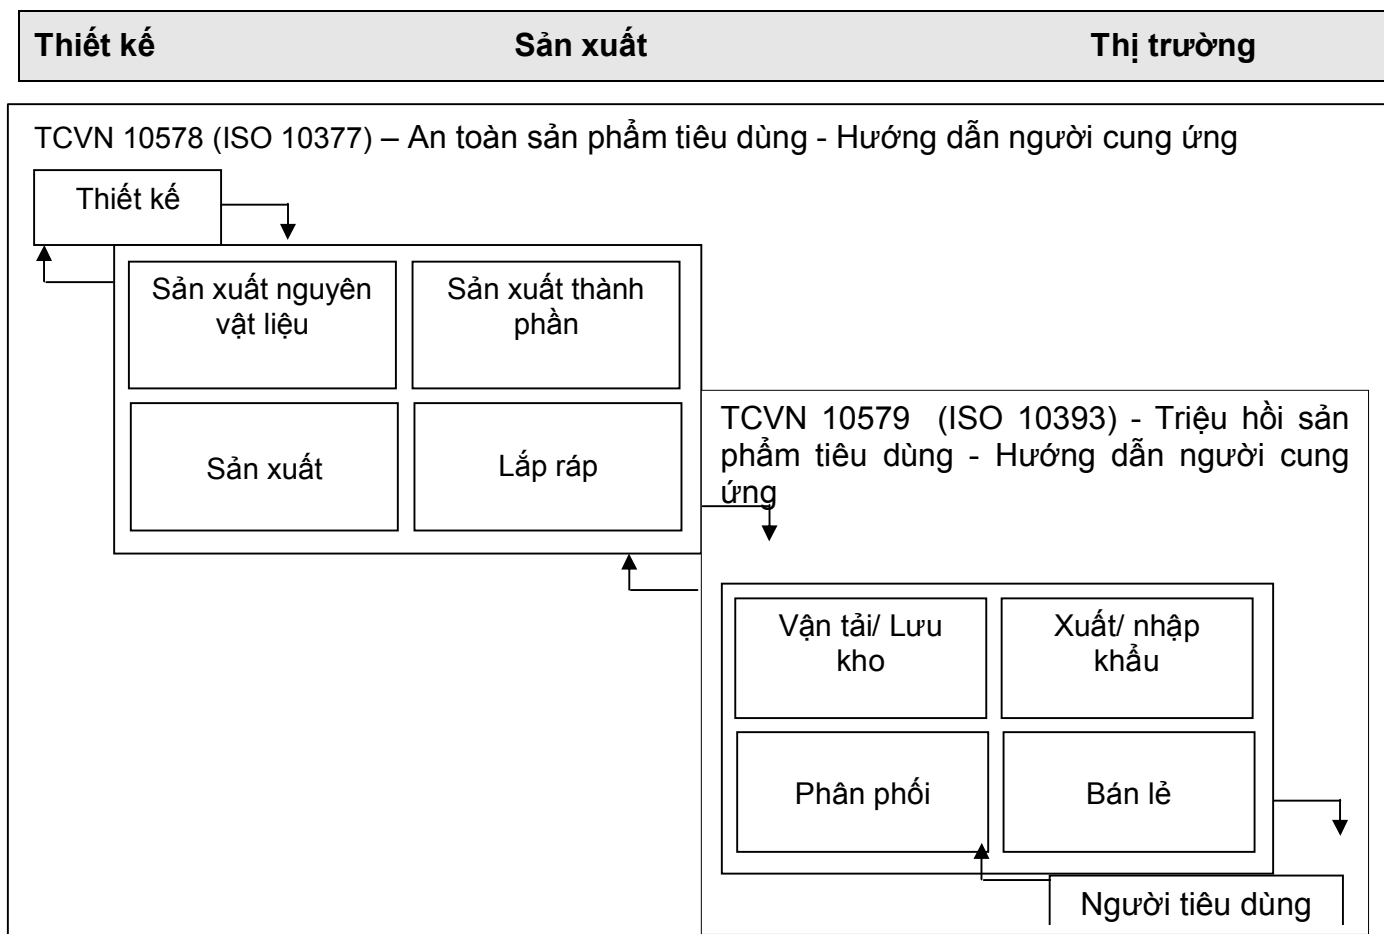 Thiết kế Sản xuất Thị trường
TCVN 10578 (ISO 10377) – An toàn sản phẩm tiêu dùng - Hướng dẫn người cung ứng
Thiết kế
Sản xuất nguyên
vật liệu
Sản xuất thành
phần
Sản xuất
Lắp ráp
TCVN 10579 (ISO 10393) - Triệu hồi sản
phẩm tiêu dùng - Hướng dẫn người cung
ứng
Vận tải/ Lưu
kho
Xuất/ nhập
khẩu
Phân phối
Bán lẻ
Người tiêu dùng